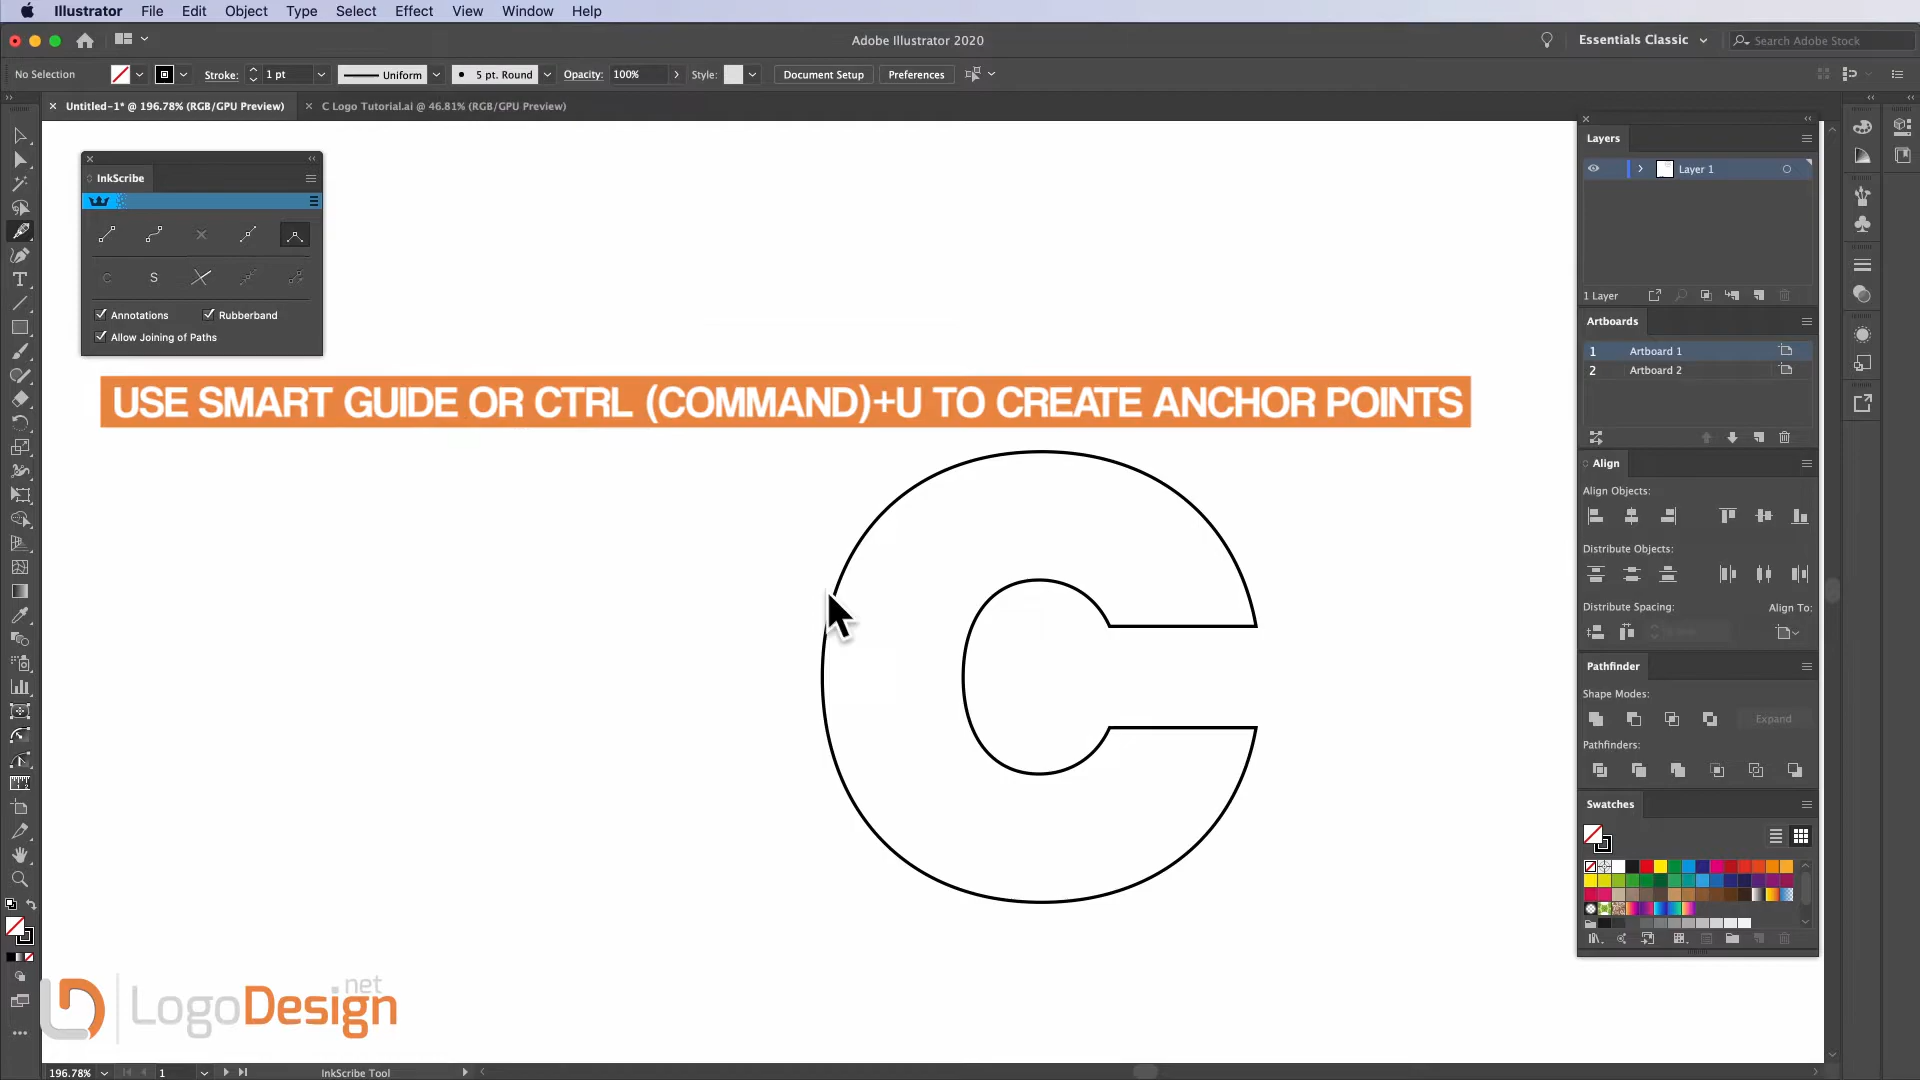 Illustrator File Edit Object Type Select Effect View Window Help
Adobe Illustrator 2020
Essentials Classic
Search Adobe Stock
No Selection Stroke: 1 pt Uniform 5 pt. Round Opacity: 100% Style: Document Setup Preferences
Untitled-1* @ 196.78% (RGB/GPU Preview) C Logo Tutorial.ai @ 46.81% (RGB/GPU Preview)
InkScribe
C S
Annotations Rubberband
Allow Joining of Paths
USE SMART GUIDE OR CTRL (COMMAND)+U TO CREATE ANCHOR POINTS
C
Layers
Layer 1
1 Layer
Artboards
1 Artboard 1
2 Artboard 2
Align
Align Objects:
Distribute Objects:
Distribute Spacing: Align To:
Pathfinder
Shape Modes:
Expand
Pathfinders:
Swatches
LogoDesign.net
196.78% 1 InkScribe Tool